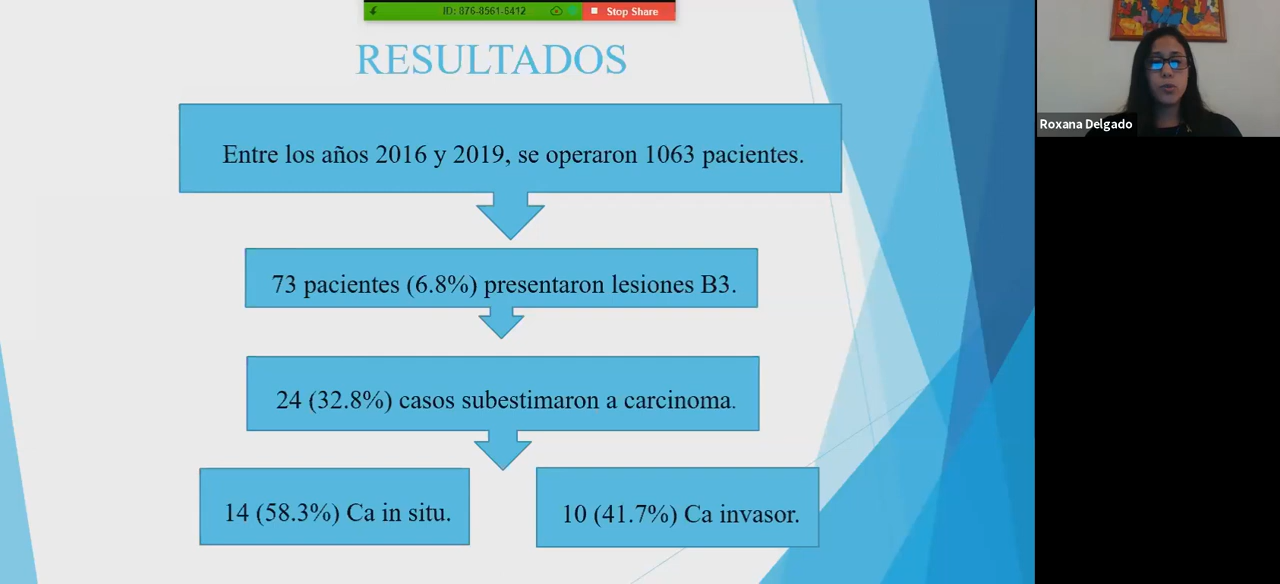 ID: 876-8561-6412
Stop Share
RESULTADOS
Entre los años 2016 y 2019, se operaron 1063 pacientes.
73 pacientes (6.8%) presentaron lesiones B3.
24 (32.8%) casos subestimaron a carcinoma.
14 (58.3%) Ca in situ.
10 (41.7%) Ca invasor.
Roxana Delgado